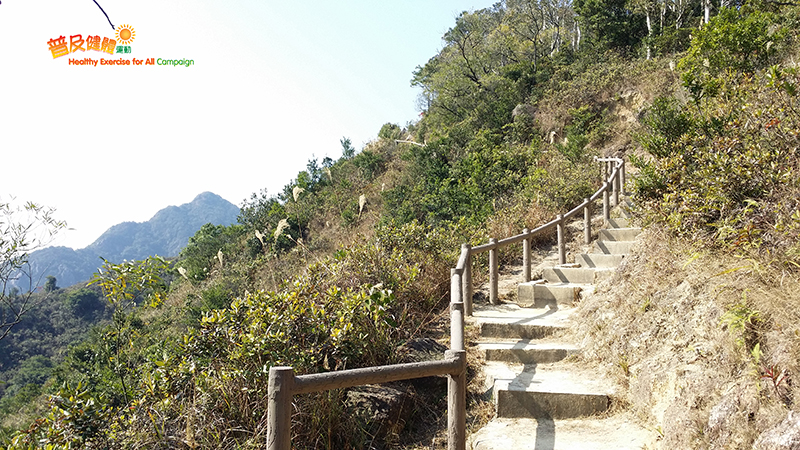 普及健體運動
Healthy Exercise for All Campaign